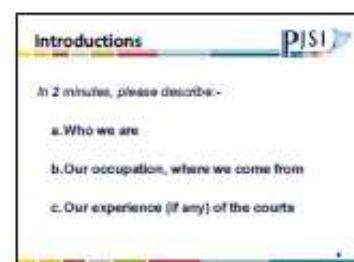 Introductions
PJSI
In 2 minutes, please describe:-
a. Who we are
b. Our occupation, where we come from
c. Our experience (if any) of the courts